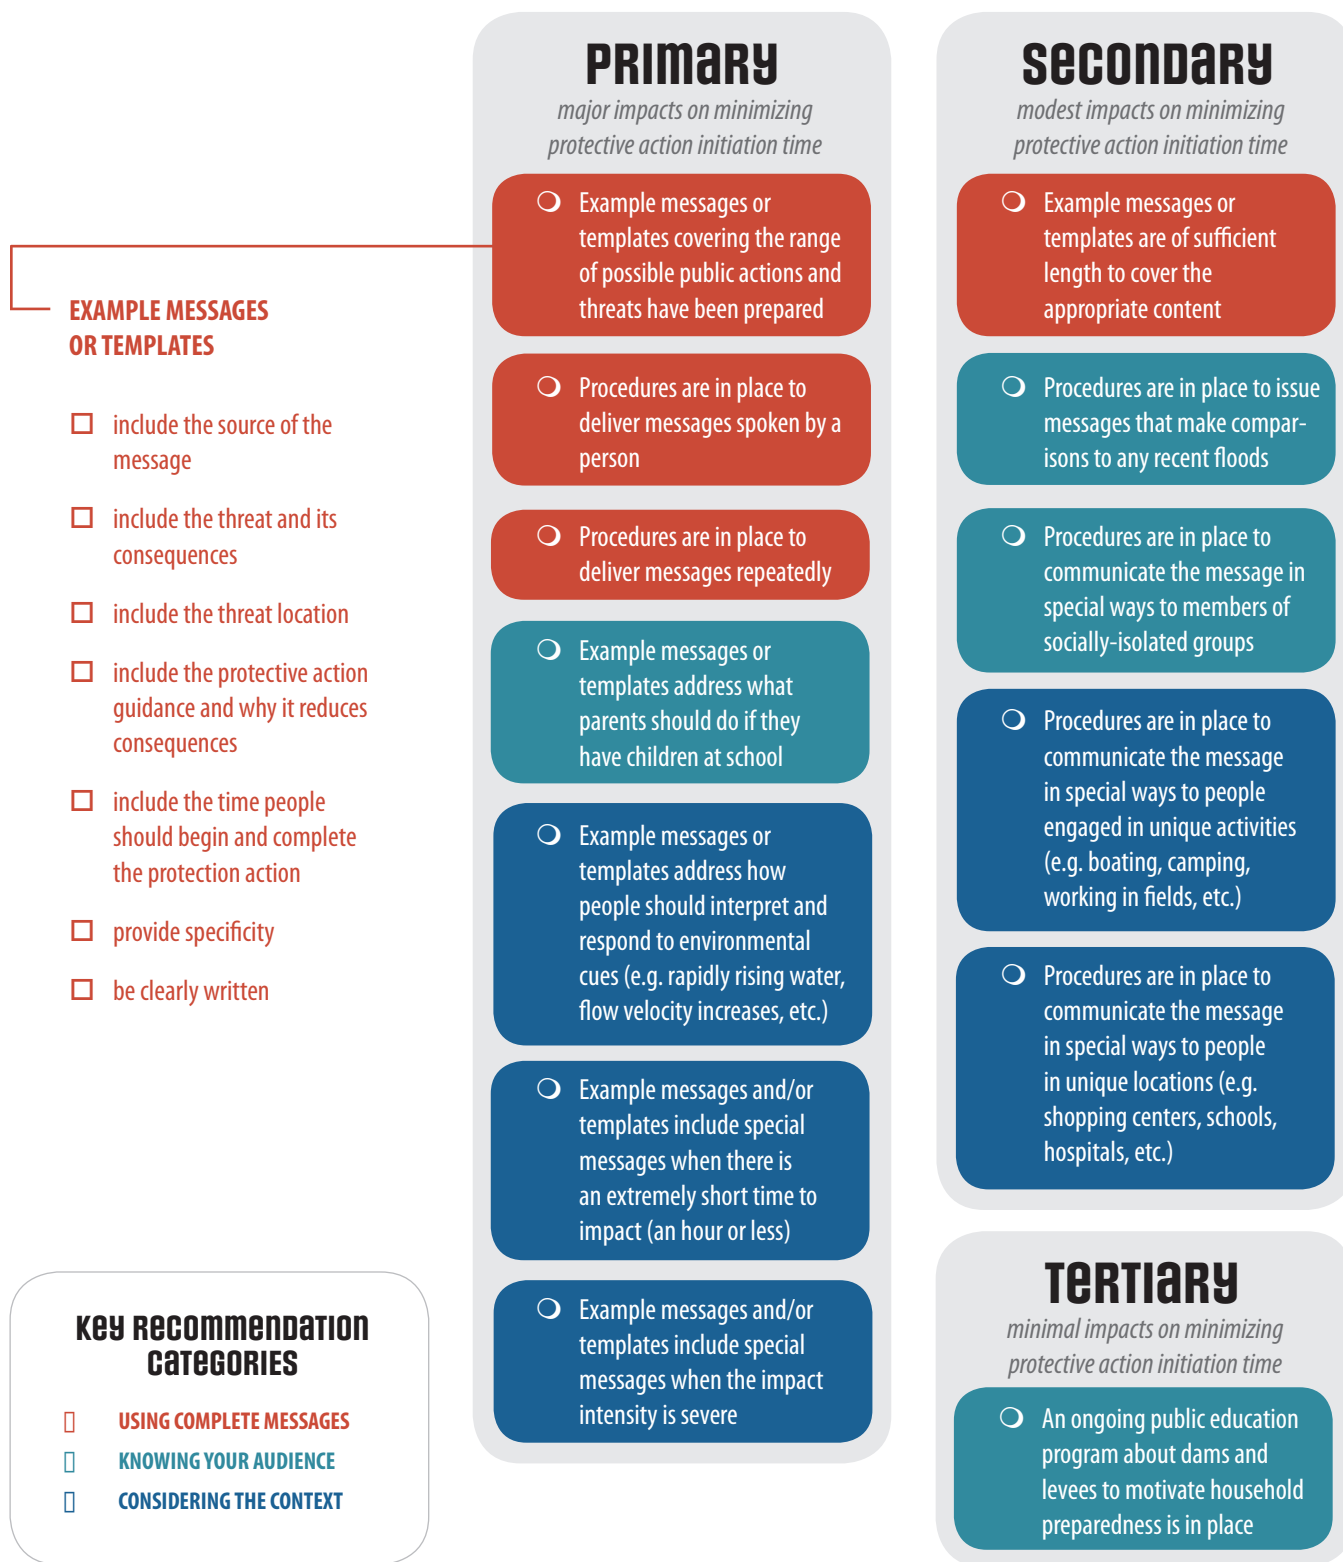 PRIMARY
major impacts on minimizing
protective action initiation time
Example messages or
templates covering the range
of possible public actions and
threats have been prepared
Procedures are in place to
deliver messages spoken by a
person
Procedures are in place to
deliver messages repeatedly
Example messages or
templates address what
parents should do if they
have children at school
Example messages or
templates address how
people should interpret and
respond to environmental
cues (e.g. rapidly rising water,
flow velocity increases, etc.)
Example messages and/or
templates include special
messages when there is
an extremely short time to
impact (an hour or less)
Example messages and/or
templates include special
messages when the impact
intensity is severe
EXAMPLE MESSAGES
OR TEMPLATES
include the source of the
message
include the threat and its
consequences
include the threat location
include the protective action
guidance and why it reduces
consequences
include the time people
should begin and complete
the protection action
provide specificity
be clearly written
SECONDARY
modest impacts on minimizing
protective action initiation time
Example messages or
templates are of sufficient
length to cover the
appropriate content
Procedures are in place to issue
messages that make compar-
isons to any recent floods
Procedures are in place to
communicate the message in
special ways to members of
socially-isolated groups
Procedures are in place to
communicate the message
in special ways to people
engaged in unique activities
(e.g. boating, camping,
working in fields, etc.)
Procedures are in place to
communicate the message
in special ways to people
in unique locations (e.g.
shopping centers, schools,
hospitals, etc.)
TERTIARY
minimal impacts on minimizing
protective action initiation time
An ongoing public education
program about dams and
levees to motivate household
preparedness is in place
KEY RECOMMENDATION
CATEGORIES
USING COMPLETE MESSAGES
KNOWING YOUR AUDIENCE
CONSIDERING THE CONTEXT